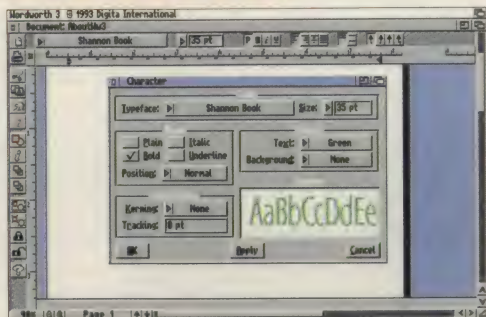 Wordworth 3 © 1993 Digita International
Document: AboutWw3
Shannon Book 35 pt P B I U
Character
Typeface: Shannon Book Size: 35 pt
Plain Italic
Bold Underline
Position: Normal
Text: Green
Background: None
Kerning: None
Tracking: 0 pt
AaBbCcDdEe
OK Apply Cancel
98% Page 1